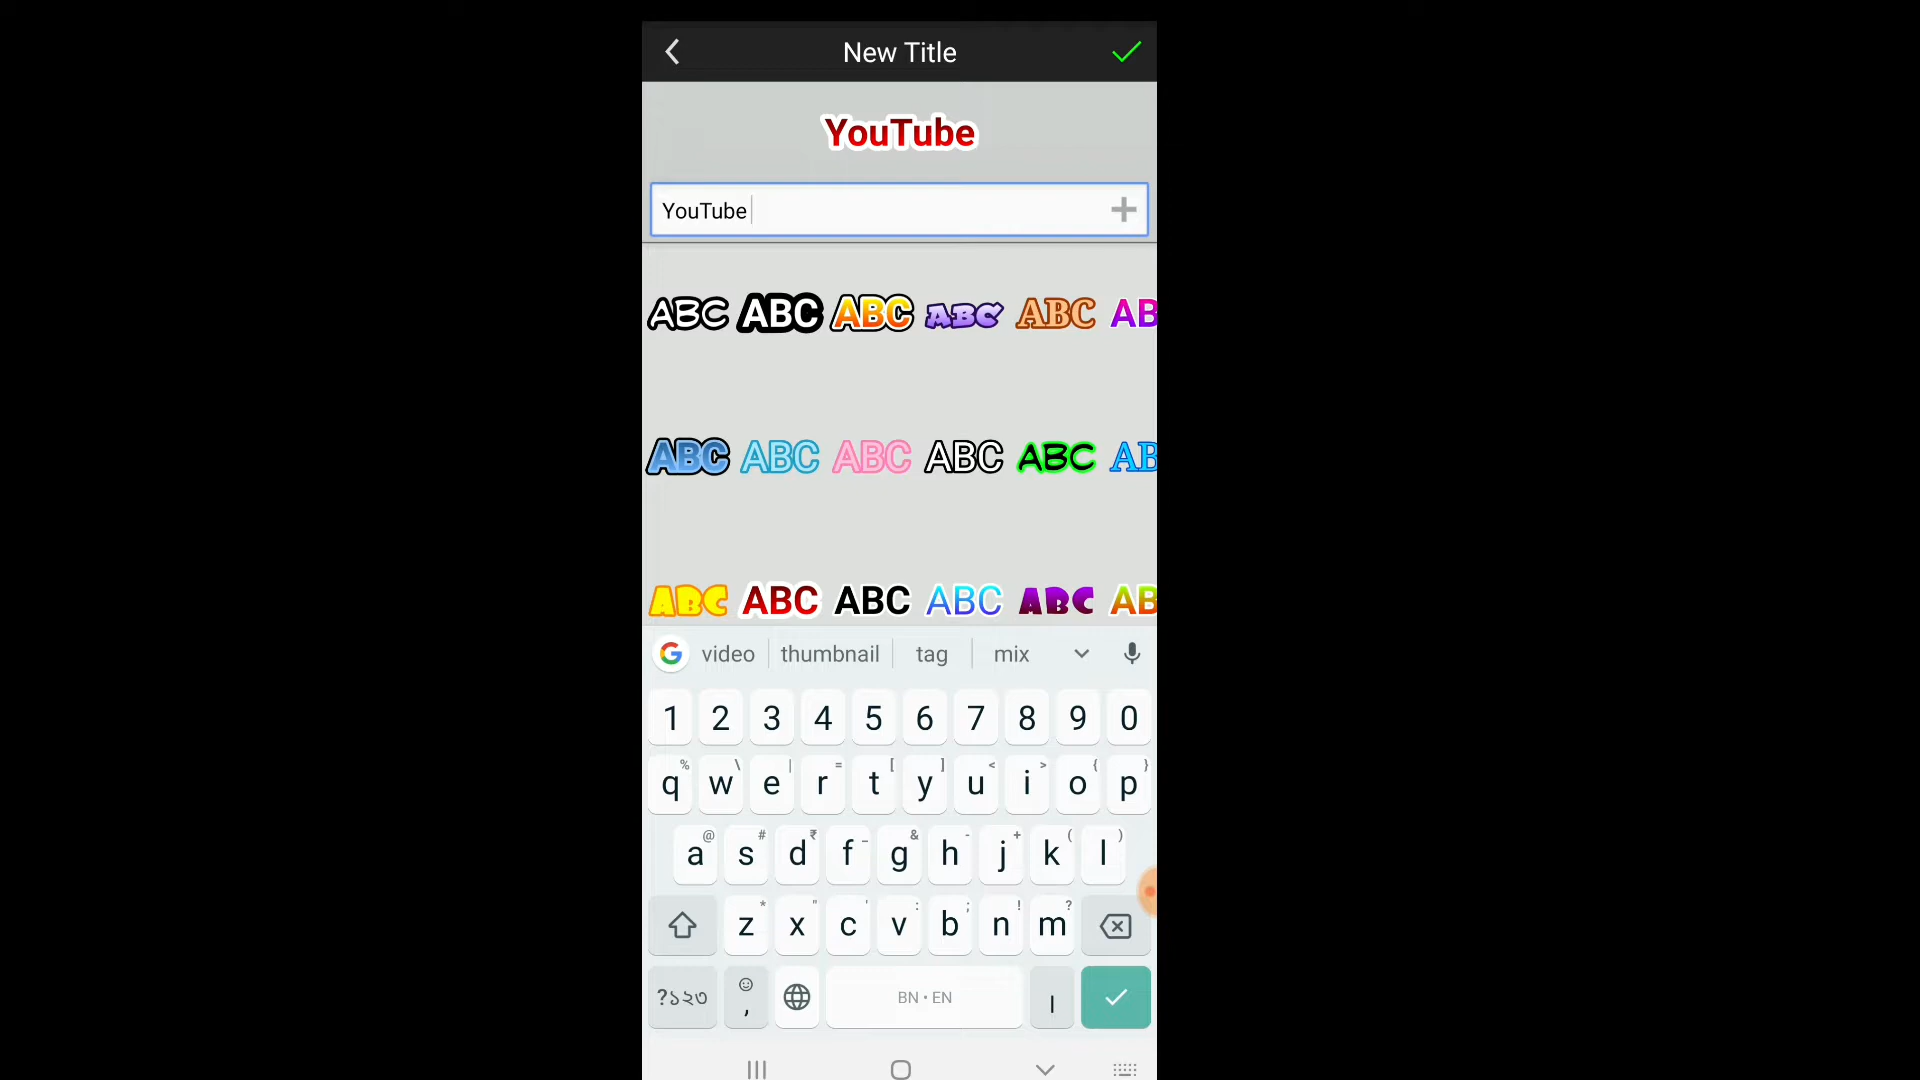 New Title
YouTube
YouTube
ABC ABC ABC ABC ABC AB
ABC ABC ABC ABC ABC AB
ABC ABC ABC ABC ABC AB
video thumbnail tag mix
1 2 3 4 5 6 7 8 9 0
% \ | = [ ] < > { }
q w e r t y u i o p
@ # ₹ _ & - + ( )
a s d f g h j k l
* " ' : ; ! ?
z x c v b n m
?১২৩ , BN • EN ।